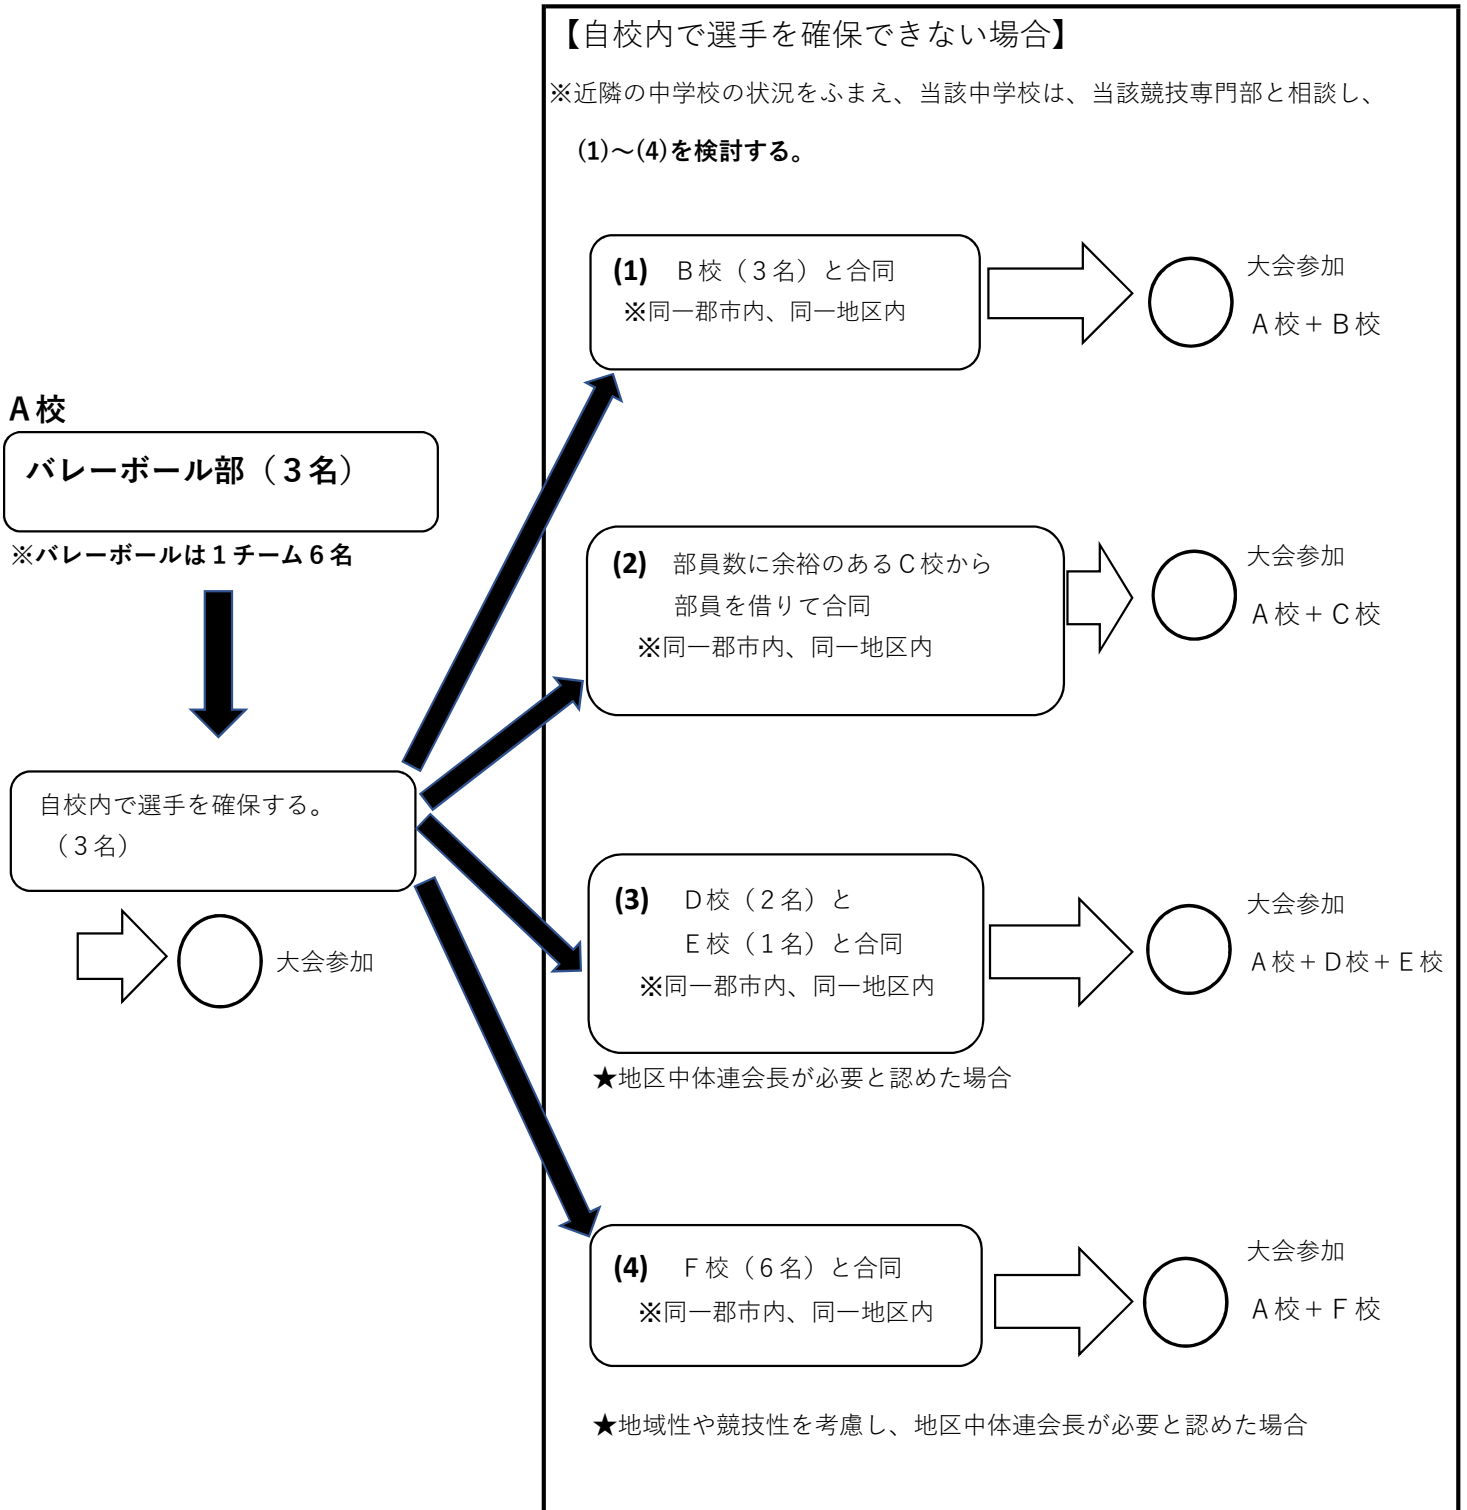 A校
バレーボール部（３名）
※バレーボールは１チーム６名
自校内で選手を確保する。
（３名）
大会参加
【自校内で選手を確保できない場合】
※近隣の中学校の状況をふまえ、当該中学校は、当該競技専門部と相談し、
(1)～(4)を検討する。
(1)　Ｂ校（３名）と合同
※同一郡市内、同一地区内
大会参加
Ａ校＋Ｂ校
(2)　部員数に余裕のあるＣ校から
部員を借りて合同
※同一郡市内、同一地区内
大会参加
Ａ校＋Ｃ校
(3)　Ｄ校（２名）と
Ｅ校（１名）と合同
※同一郡市内、同一地区内
大会参加
Ａ校＋Ｄ校＋Ｅ校
★地区中体連会長が必要と認めた場合
(4)　Ｆ校（６名）と合同
※同一郡市内、同一地区内
大会参加
Ａ校＋Ｆ校
★地域性や競技性を考慮し、地区中体連会長が必要と認めた場合